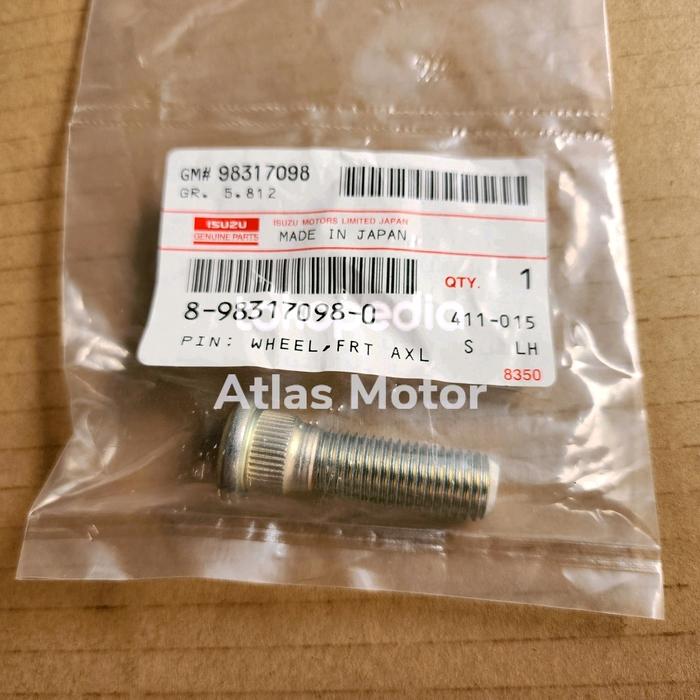 GM# 98317098
GR. 5.812
ISUZU
GENUINE PARTS
ISUZU MOTORS LIMITED JAPAN
MADE IN JAPAN
QTY. 1
8-98317098-0
411-015
tokopedia
PIN: WHEEL,FRT AXL S LH
8350
Atlas Motor